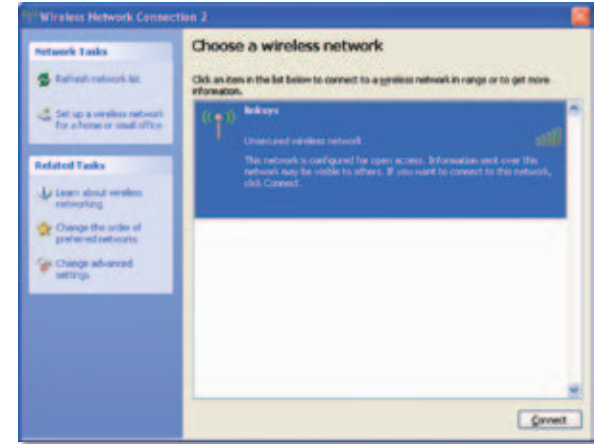 Wireless Network Connection 2
Network Tasks
Refresh network list
Set up a wireless network
for a home or small office
Related Tasks
Learn about wireless
networking
Change the order of
preferred networks
Change advanced
settings
Choose a wireless network
Click an item in the list below to connect to a wireless network in range or to get more
information.
linksys
Unsecured wireless network
This network is configured for open access. Information sent over this
network may be visible to others. If you want to connect to this network,
click Connect.
Connect